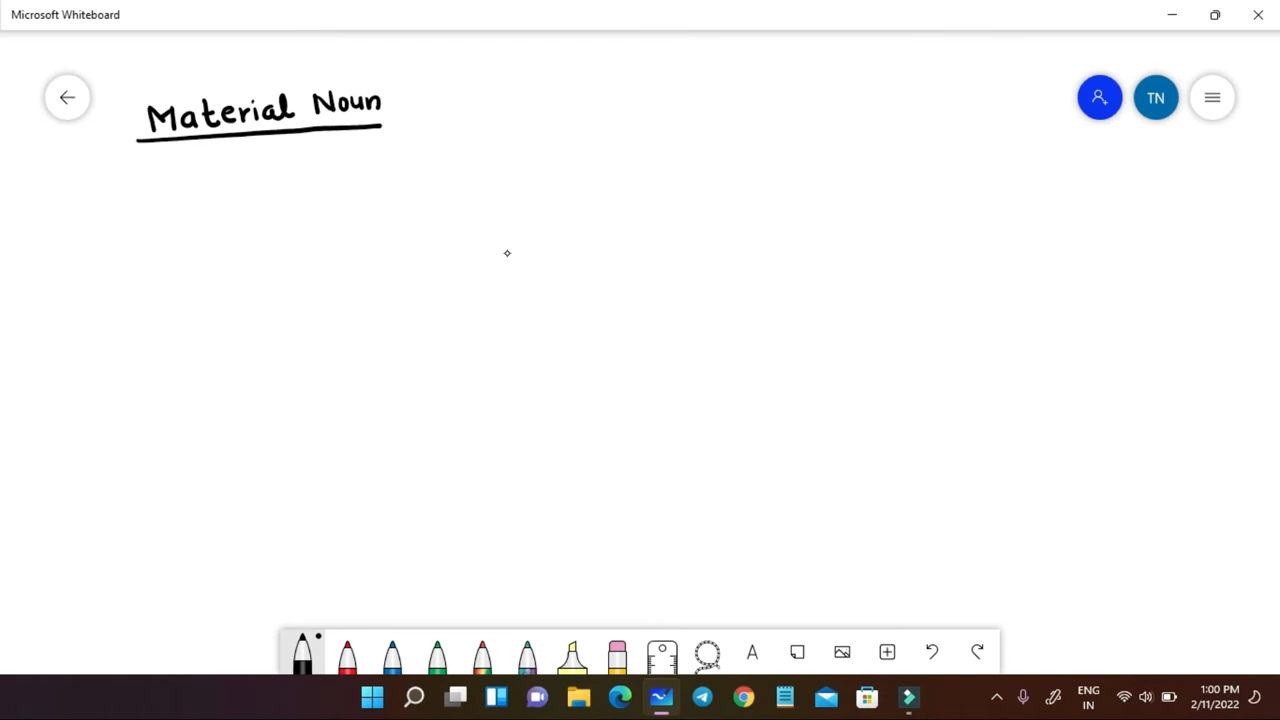 Microsoft Whiteboard
Material Noun
TN
A
ENG
IN
1:00 PM
2/11/2022